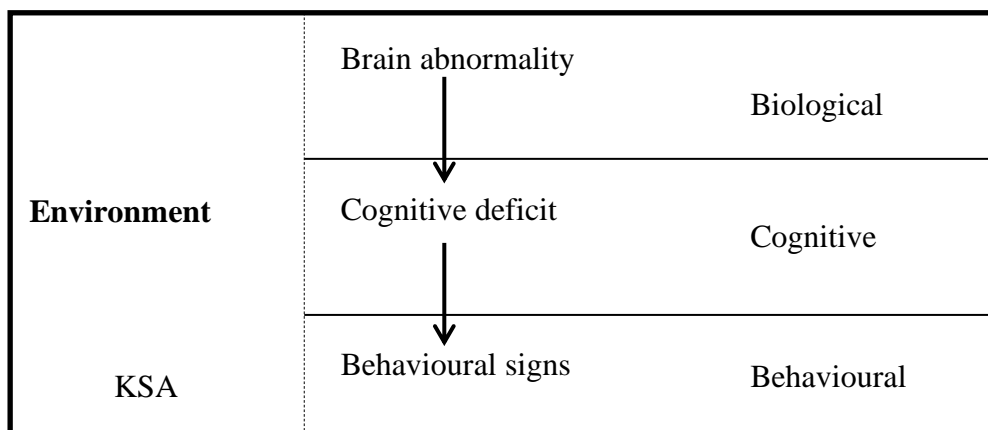 Brain abnormality
Biological
Environment
Cognitive deficit
Cognitive
Behavioural signs
Behavioural
KSA